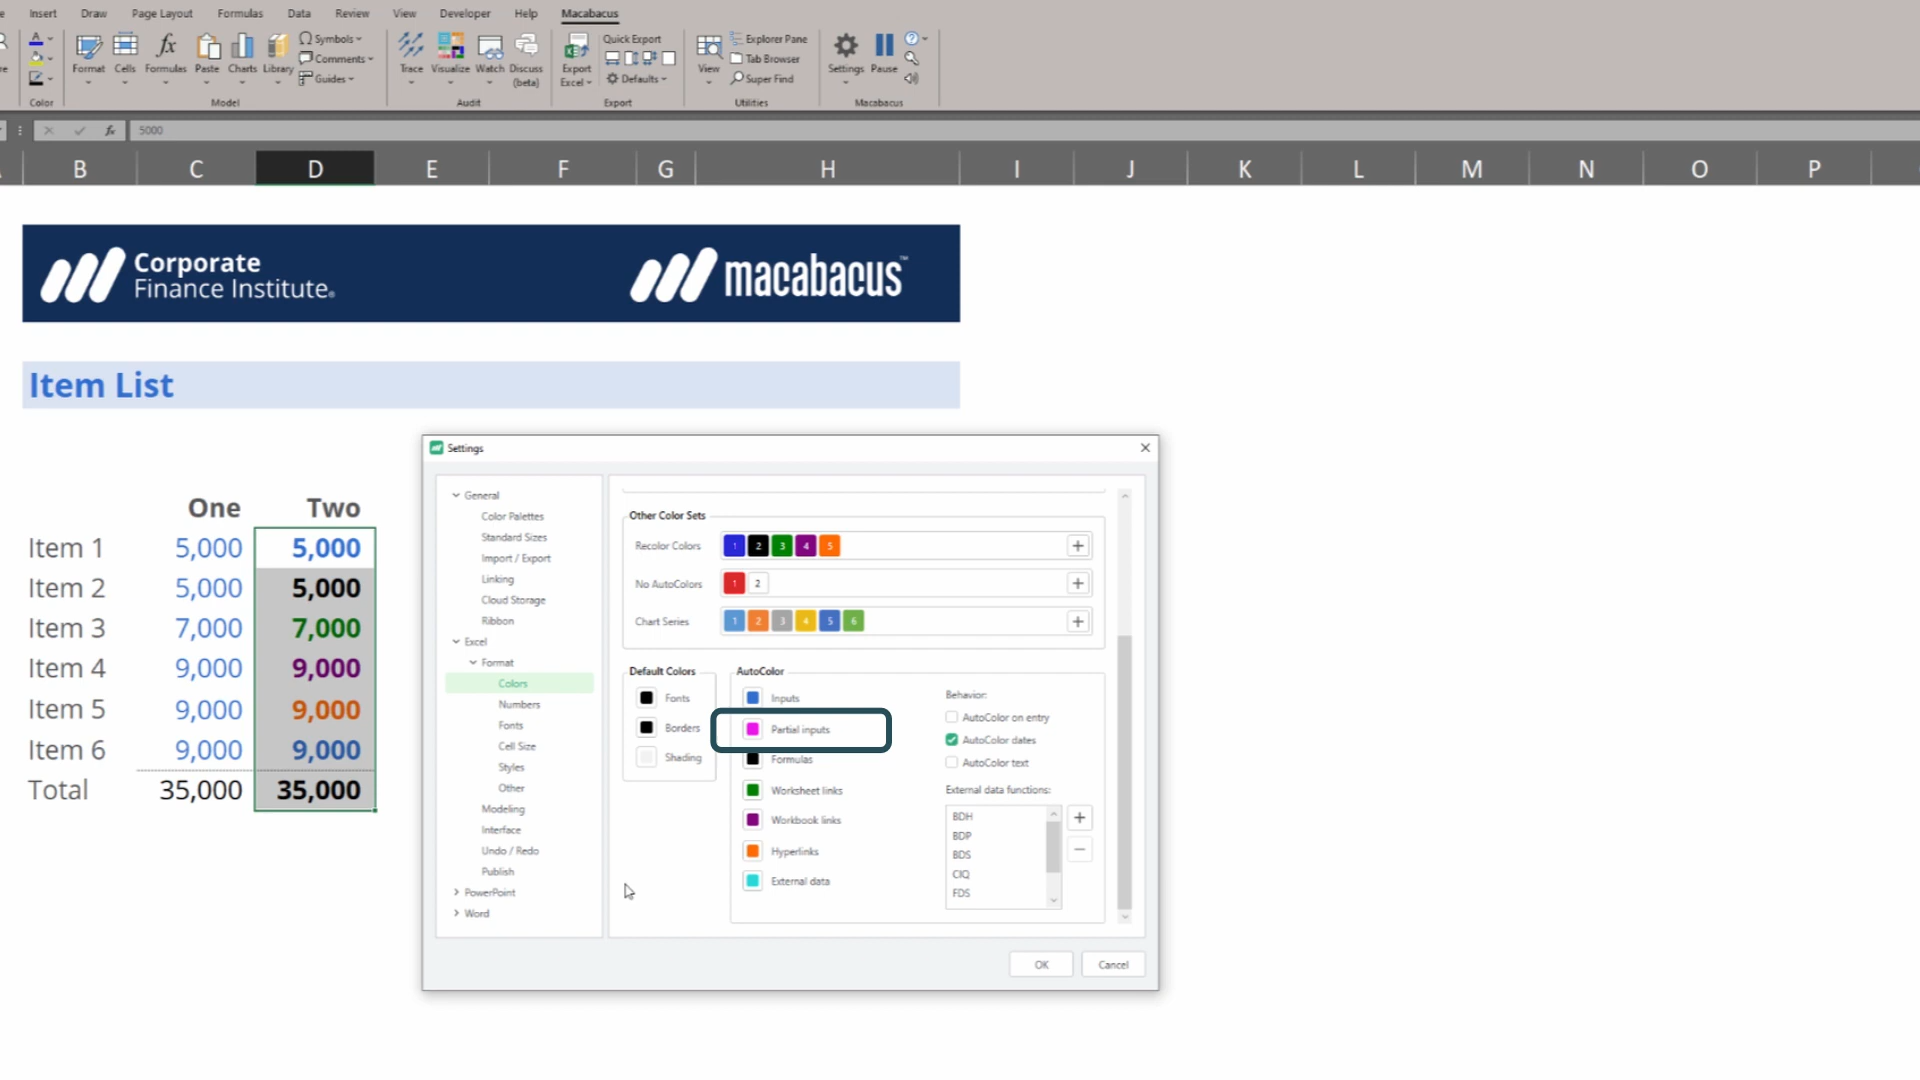 Insert Draw Page Layout Formulas Data Review View Developer Help Macabacus
Symbols
Comments
Guides
Format Cells Formulas Paste Charts Library
Color Model
Trace Visualize Watch Discuss
(beta)
Audit
Export
Excel
Quick Export
Defaults
Export
View
Explorer Pane
Tab Browser
Super Find
Utilities
Settings Pause
Macabacus
fx 5000
B C D E F G H I J K L M N O P
Corporate
Finance Institute®
macabacus™
Item List
One Two
Item 1 5,000 5,000
Item 2 5,000 5,000
Item 3 7,000 7,000
Item 4 9,000 9,000
Item 5 9,000 9,000
Item 6 9,000 9,000
Total 35,000 35,000
Settings
General
Color Palettes
Standard Sizes
Import / Export
Linking
Cloud Storage
Ribbon
Excel
Format
Colors
Numbers
Fonts
Cell Size
Styles
Other
Modeling
Interface
Undo / Redo
Publish
PowerPoint
Word
Other Color Sets
Recolor Colors 1 2 3 4 5
No AutoColors 1 2
Chart Series 1 2 3 4 5 6
Default Colors
Fonts
Borders
Shading
AutoColor
Inputs
Partial inputs
Formulas
Worksheet links
Workbook links
Hyperlinks
External data
Behavior:
AutoColor on entry
AutoColor dates
AutoColor text
External data functions:
BDH
BDP
BDS
CIQ
FDS
OK Cancel